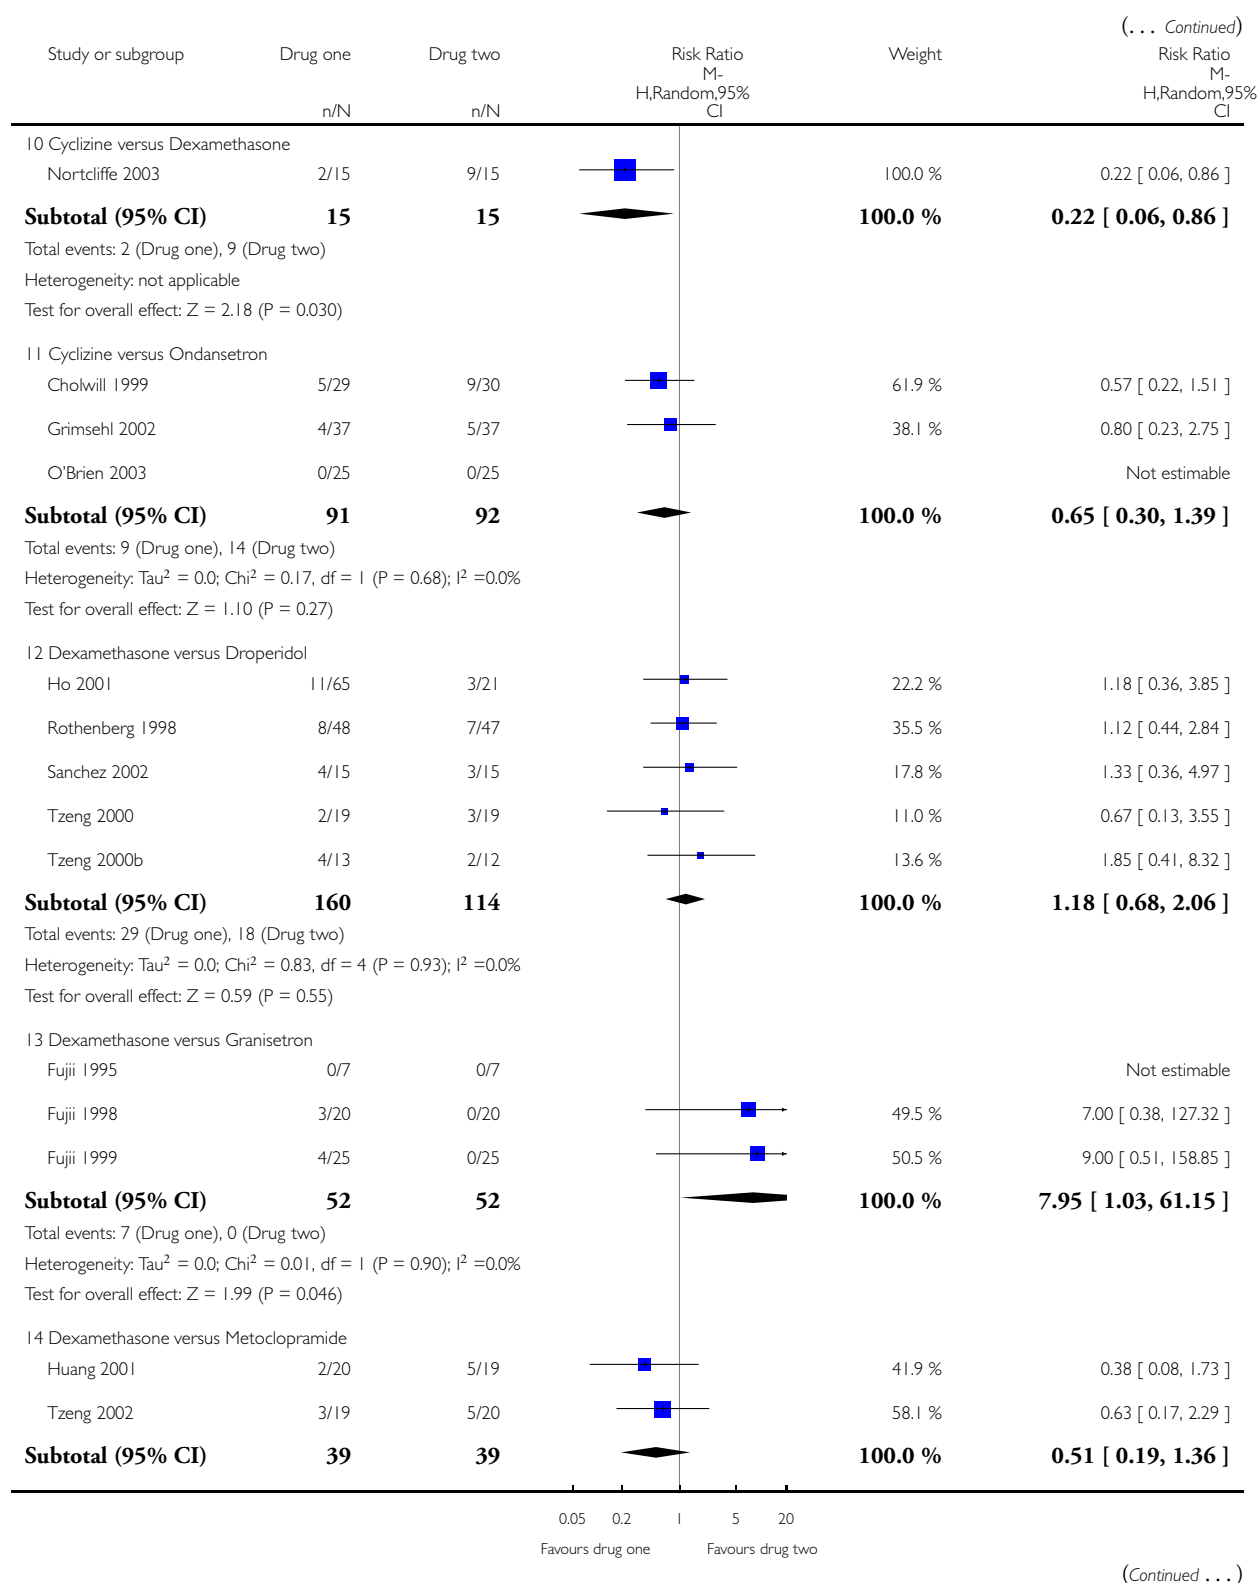 (... Continued)
Study or subgroup Drug one Drug two Risk Ratio Weight Risk Ratio
M- M-
H,Random,95% H,Random,95%
n/N n/N CI CI
10 Cyclizine versus Dexamethasone
Nortcliffe 2003 2/15 9/15 100.0 % 0.22 [ 0.06, 0.86 ]
Subtotal (95% CI) 15 15 100.0 % 0.22 [ 0.06, 0.86 ]
Total events: 2 (Drug one), 9 (Drug two)
Heterogeneity: not applicable
Test for overall effect: Z = 2.18 (P = 0.030)
11 Cyclizine versus Ondansetron
Cholwill 1999 5/29 9/30 61.9 % 0.57 [ 0.22, 1.51 ]
Grimsehl 2002 4/37 5/37 38.1 % 0.80 [ 0.23, 2.75 ]
O'Brien 2003 0/25 0/25 Not estimable
Subtotal (95% CI) 91 92 100.0 % 0.65 [ 0.30, 1.39 ]
Total events: 9 (Drug one), 14 (Drug two)
Heterogeneity: Tau² = 0.0; Chi² = 0.17, df = 1 (P = 0.68); I² =0.0%
Test for overall effect: Z = 1.10 (P = 0.27)
12 Dexamethasone versus Droperidol
Ho 2001 11/65 3/21 22.2 % 1.18 [ 0.36, 3.85 ]
Rothenberg 1998 8/48 7/47 35.5 % 1.12 [ 0.44, 2.84 ]
Sanchez 2002 4/15 3/15 17.8 % 1.33 [ 0.36, 4.97 ]
Tzeng 2000 2/19 3/19 11.0 % 0.67 [ 0.13, 3.55 ]
Tzeng 2000b 4/13 2/12 13.6 % 1.85 [ 0.41, 8.32 ]
Subtotal (95% CI) 160 114 100.0 % 1.18 [ 0.68, 2.06 ]
Total events: 29 (Drug one), 18 (Drug two)
Heterogeneity: Tau² = 0.0; Chi² = 0.83, df = 4 (P = 0.93); I² =0.0%
Test for overall effect: Z = 0.59 (P = 0.55)
13 Dexamethasone versus Granisetron
Fujii 1995 0/7 0/7 Not estimable
Fujii 1998 3/20 0/20 49.5 % 7.00 [ 0.38, 127.32 ]
Fujii 1999 4/25 0/25 50.5 % 9.00 [ 0.51, 158.85 ]
Subtotal (95% CI) 52 52 100.0 % 7.95 [ 1.03, 61.15 ]
Total events: 7 (Drug one), 0 (Drug two)
Heterogeneity: Tau² = 0.0; Chi² = 0.01, df = 1 (P = 0.90); I² =0.0%
Test for overall effect: Z = 1.99 (P = 0.046)
14 Dexamethasone versus Metoclopramide
Huang 2001 2/20 5/19 41.9 % 0.38 [ 0.08, 1.73 ]
Tzeng 2002 3/19 5/20 58.1 % 0.63 [ 0.17, 2.29 ]
Subtotal (95% CI) 39 39 100.0 % 0.51 [ 0.19, 1.36 ]
0.05 0.2 1 5 20
Favours drug one Favours drug two
(Continued ...)